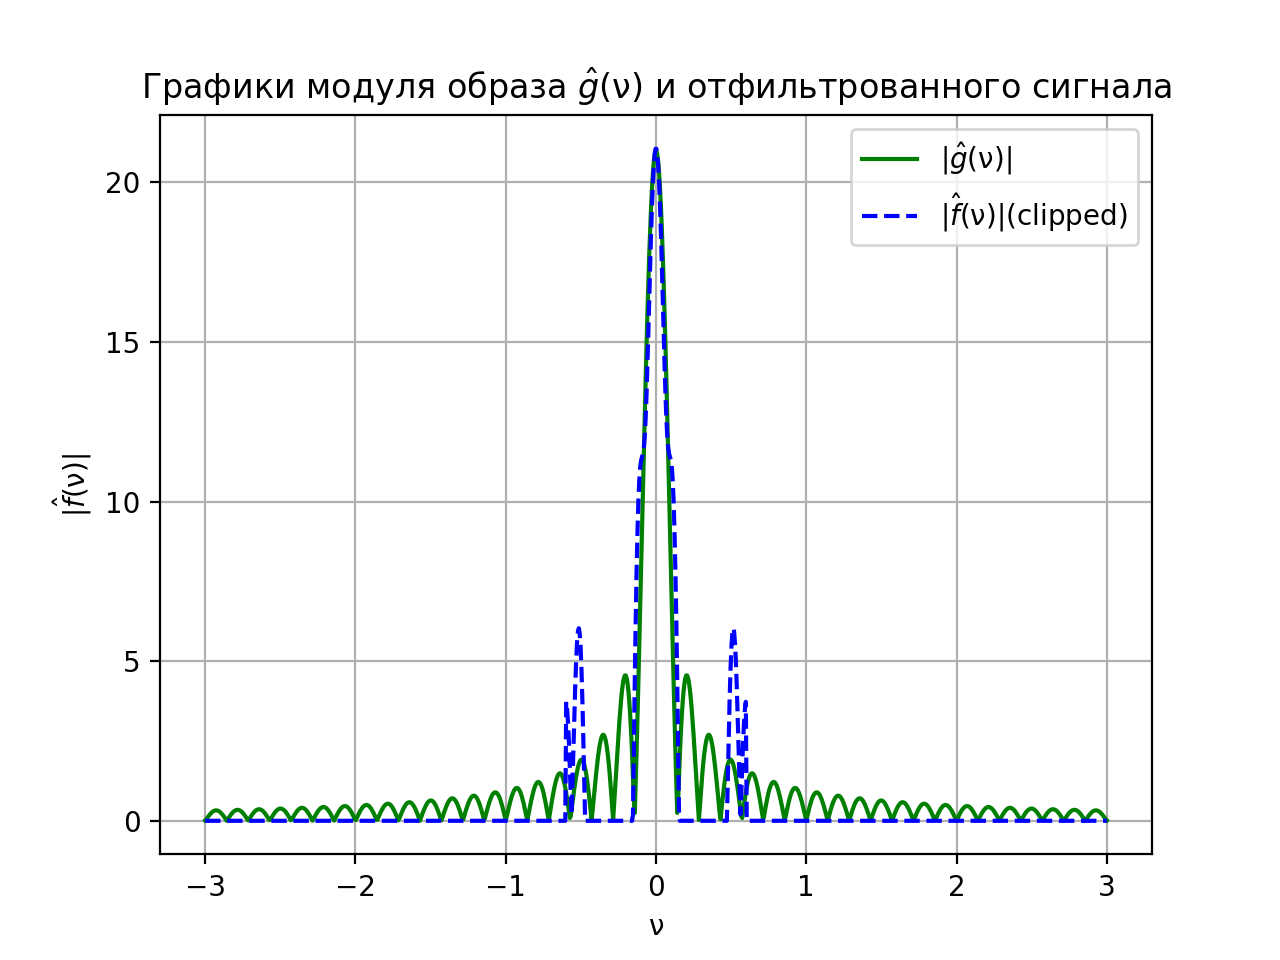 Графики модуля образа ĝ(ν) и отфильтрованного сигнала
|ĝ(ν)|
|f̂(ν)|(clipped)
|f̂(ν)|
20
15
10
5
0
−3
−2
−1
0
1
2
3
ν